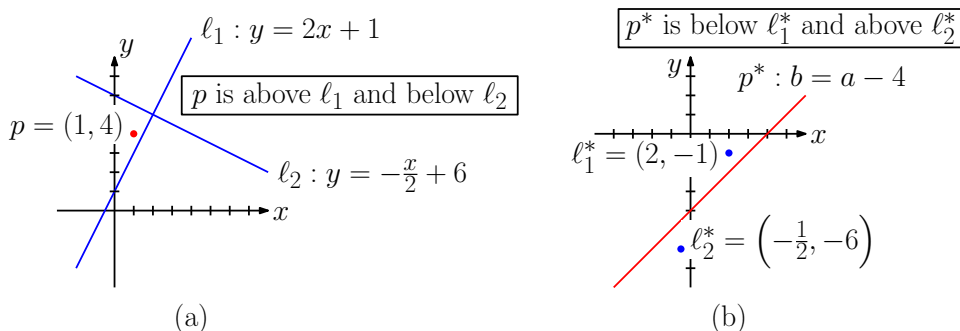 y
ℓ₁ : y = 2x + 1
p is above ℓ₁ and below ℓ₂
p = (1, 4)
ℓ₂ : y = −x/2 + 6
x
(a)
p* is below ℓ₁* and above ℓ₂*
y
p* : b = a − 4
x
ℓ₁* = (2, −1)
ℓ₂* = (−1/2, −6)
(b)